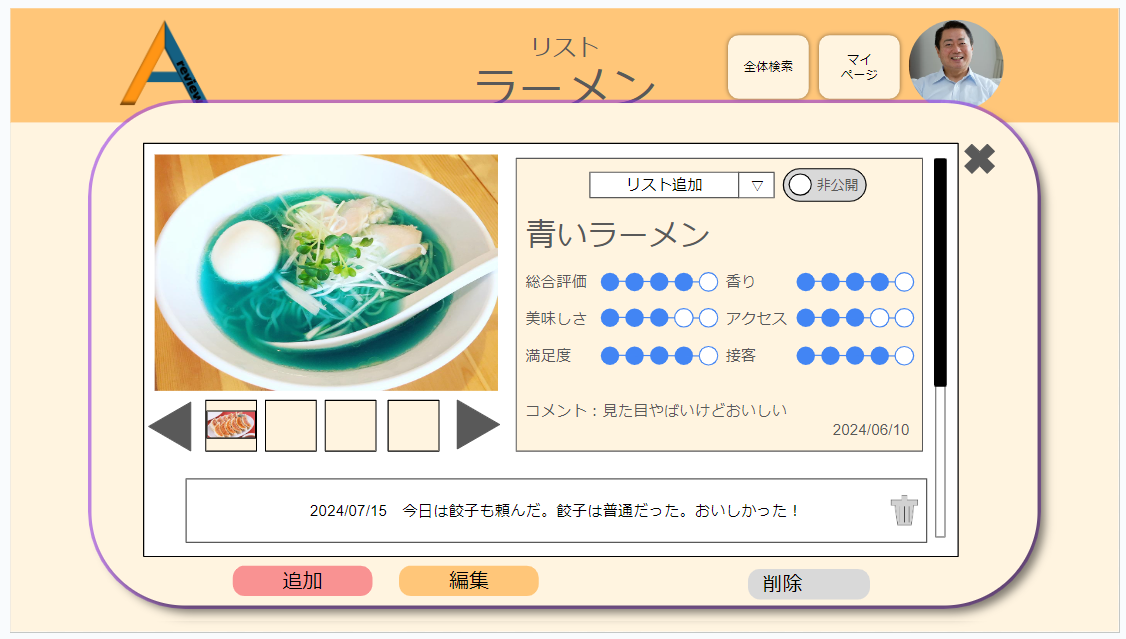 A
review
リスト
ラーメン
全体検索
マイ
ページ
リスト追加 ▽
非公開
青いラーメン
総合評価 香り
美味しさ アクセス
満足度 接客
コメント：見た目やばいけどおいしい
2024/06/10
2024/07/15　今日は餃子も頼んだ。餃子は普通だった。おいしかった！
追加
編集
削除